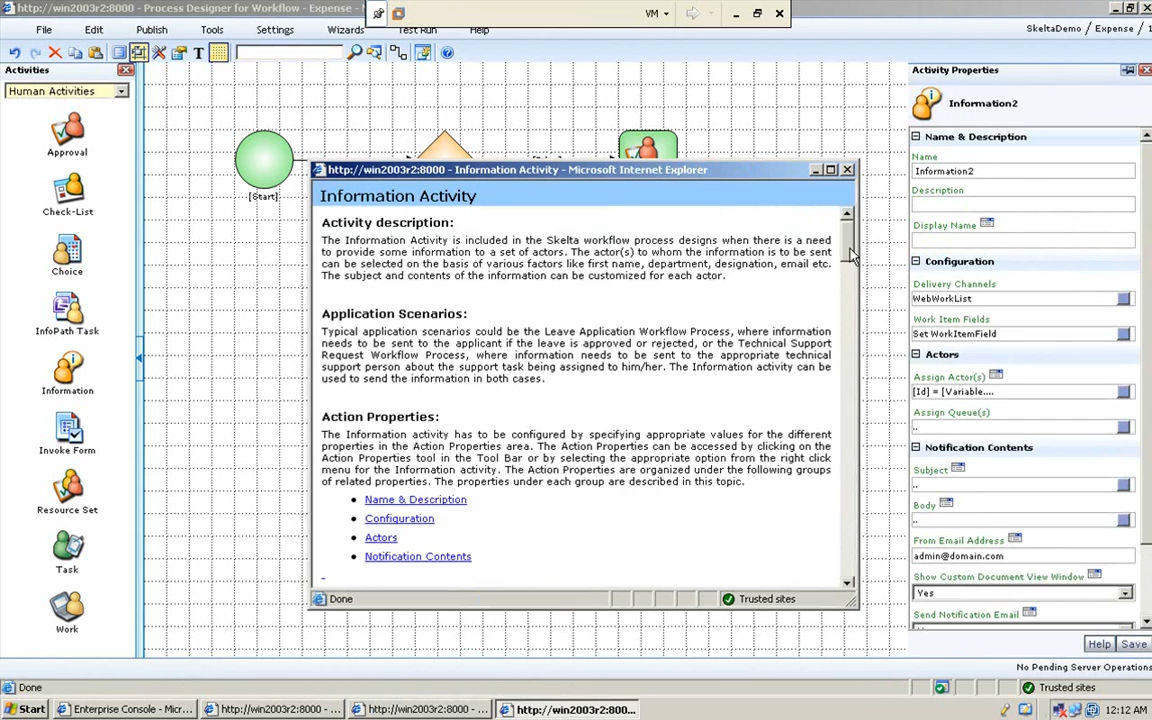 http://win2003r2:8000 - Process Designer for Workflow - Expense -
VM
File Edit Publish Tools Settings Wizards Test Run Help
SkeltaDemo / Expense / 1
T
Activities
Human Activities
Approval
Check-List
Choice
InfoPath Task
Information
Invoke Form
Resource Set
Task
Work
[Start]
http://win2003r2:8000 - Information Activity - Microsoft Internet Explorer
Information Activity
Activity description:
The Information Activity is included in the Skelta workflow process designs when there is a need
to provide some information to a set of actors. The actor(s) to whom the information is to be sent
can be selected on the basis of various factors like first name, department, designation, email etc.
The subject and contents of the information can be customized for each actor.
Application Scenarios:
Typical application scenarios could be the Leave Application Workflow Process, where information
needs to be sent to the applicant if the leave is approved or rejected, or the Technical Support
Request Workflow Process, where information needs to be sent to the appropriate technical
support person about the support task being assigned to him/her. The Information activity can be
used to send the information in both cases.
Action Properties:
The Information activity has to be configured by specifying appropriate values for the different
properties in the Action Properties area. The Action Properties can be accessed by clicking on the
Action Properties tool in the Tool Bar or by selecting the appropriate option from the right click
menu for the Information activity. The Action Properties are organized under the following groups
of related properties. The properties under each group are described in this topic.
• Name & Description
• Configuration
• Actors
• Notification Contents
Done
Trusted sites
Activity Properties
Information2
Name & Description
Name
Information2
Description
Display Name
Configuration
Delivery Channels
WebWorkList
Work Item Fields
Set WorkItemField
Actors
Assign Actor(s)
[Id] = [Variable....
Assign Queue(s)
..
Notification Contents
Subject
..
Body
..
From Email Address
admin@domain.com
Show Custom Document View Window
Yes
Send Notification Email
Help Save
No Pending Server Operations
Done
Trusted sites
Start
Enterprise Console - Mic...
http://win2003r2:8000 - ...
http://win2003r2:8000 - ...
http://win2003r2:800...
12:12 AM